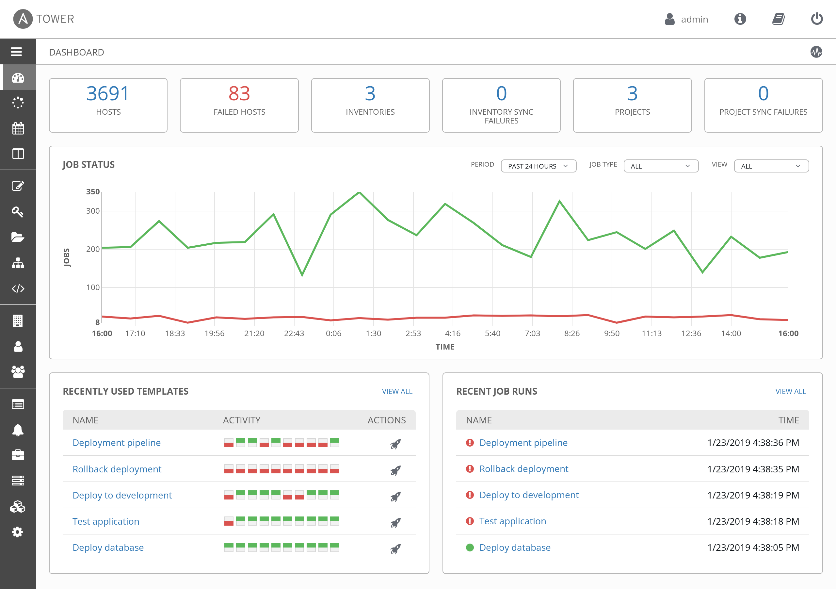 A TOWER
admin
DASHBOARD
3691
HOSTS
83
FAILED HOSTS
3
INVENTORIES
0
INVENTORY SYNC
FAILURES
3
PROJECTS
0
PROJECT SYNC FAILURES
JOB STATUS
PERIOD PAST 24 HOURS JOB TYPE ALL VIEW ALL
350
300
200
100
8
JOBS
16:00 17:10 18:33 19:56 21:20 22:43 0:06 1:30 2:53 4:16 5:40 7:03 8:26 9:50 11:13 12:36 14:00 16:00
TIME
RECENTLY USED TEMPLATES VIEW ALL
NAME ACTIVITY ACTIONS
Deployment pipeline
Rollback deployment
Deploy to development
Test application
Deploy database
RECENT JOB RUNS VIEW ALL
NAME TIME
Deployment pipeline 1/23/2019 4:38:36 PM
Rollback deployment 1/23/2019 4:38:35 PM
Deploy to development 1/23/2019 4:38:19 PM
Test application 1/23/2019 4:38:18 PM
Deploy database 1/23/2019 4:38:05 PM